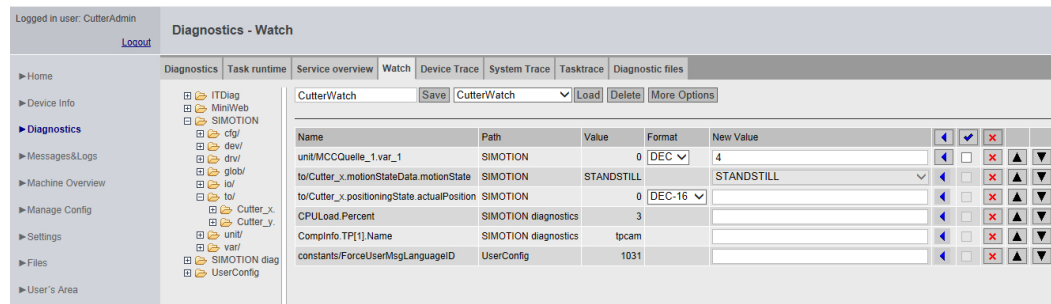 Logged in user: CutterAdmin
Logout
Diagnostics - Watch
Home
Device Info
Diagnostics
Messages&Logs
Machine Overview
Manage Config
Settings
Files
User's Area
Diagnostics Task runtime Service overview Watch Device Trace System Trace Tasktrace Diagnostic files
ITDiag
MiniWeb
SIMOTION
cfg/
dev/
drv/
glob/
io/
to/
Cutter_x.
Cutter_y.
unit/
var/
SIMOTION diag
UserConfig
CutterWatch Save CutterWatch Load Delete More Options
Name Path Value Format New Value
unit/MCCQuelle_1.var_1 SIMOTION 0 DEC 4
to/Cutter_x.motionStateData.motionState SIMOTION STANDSTILL STANDSTILL
to/Cutter_x.positioningState.actualPosition SIMOTION 0 DEC-16
CPULoad.Percent SIMOTION diagnostics 3
CompInfo.TP[1].Name SIMOTION diagnostics tpcam
constants/ForceUserMsgLanguageID UserConfig 1031